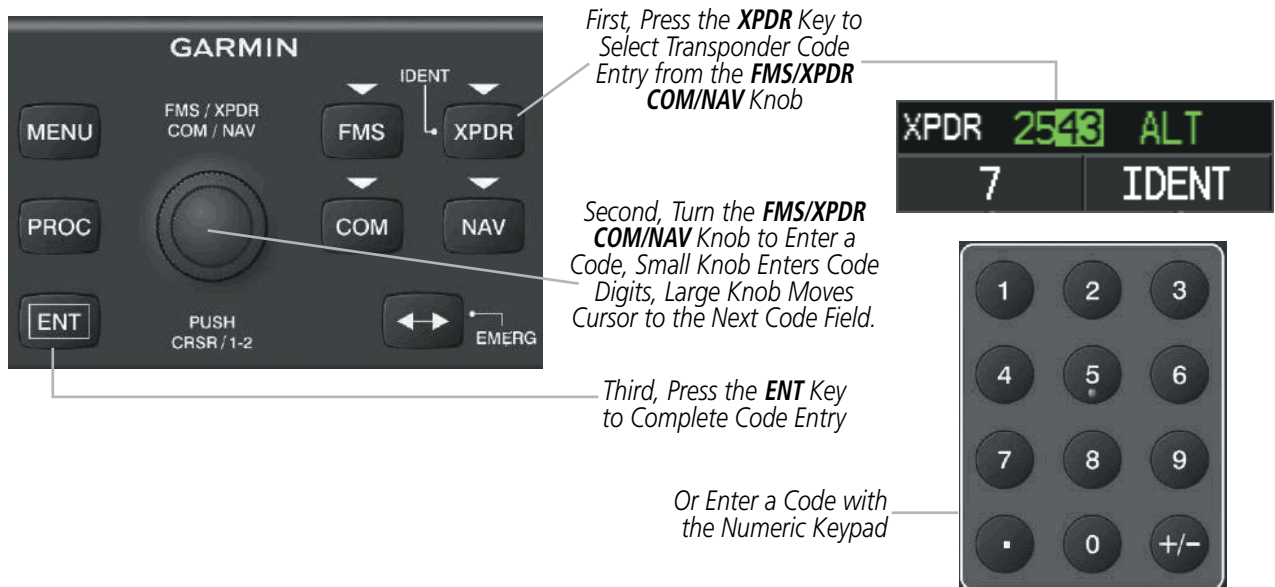 First, Press the XPDR Key to
Select Transponder Code
Entry from the FMS/XPDR
COM/NAV Knob
GARMIN
IDENT
FMS / XPDR
COM / NAV
MENU
FMS
XPDR
PROC
COM
NAV
ENT
PUSH
CRSR/1-2
EMERG
XPDR 2543 ALT
7 IDENT
Second, Turn the FMS/XPDR
COM/NAV Knob to Enter a
Code, Small Knob Enters Code
Digits, Large Knob Moves
Cursor to the Next Code Field.
Third, Press the ENT Key
to Complete Code Entry
Or Enter a Code with
the Numeric Keypad
1 2 3
4 5 6
7 8 9
. 0 +/-